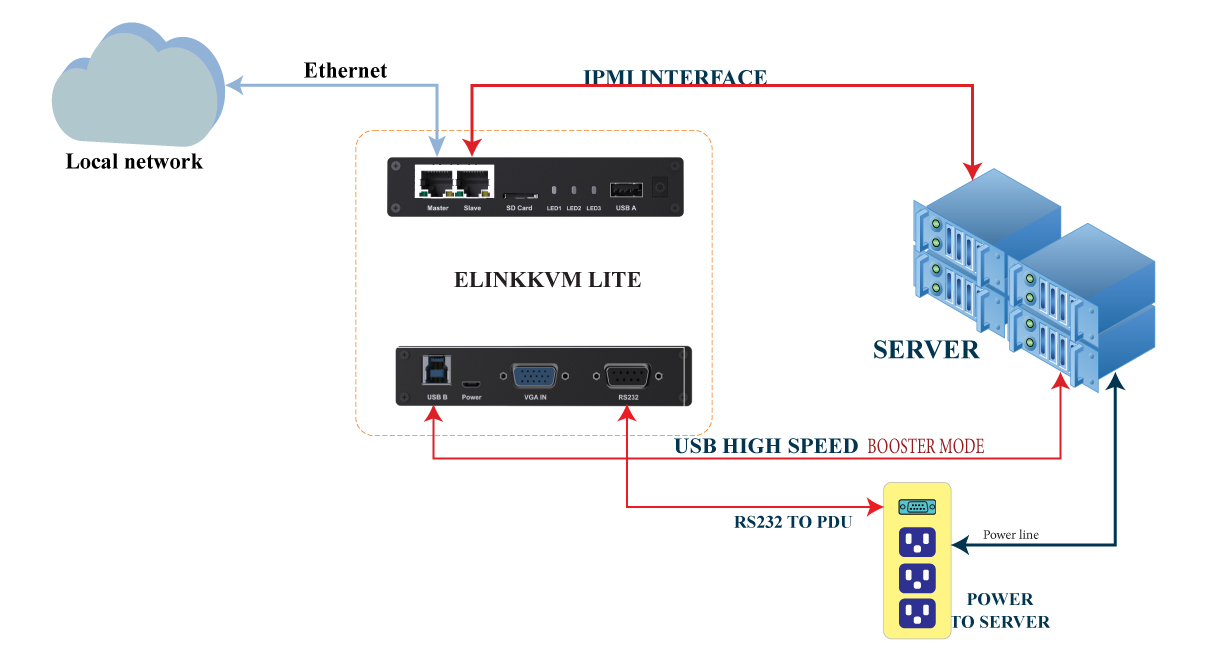 Ethernet
IPMI INTERFACE
Local network
Master Slave SD Card LED1 LED2 LED3 USB A
ELINKKVM LITE
SERVER
USB B Power VGA IN RS232
USB HIGH SPEED BOOSTER MODE
RS232 TO PDU
Power line
POWER
TO SERVER